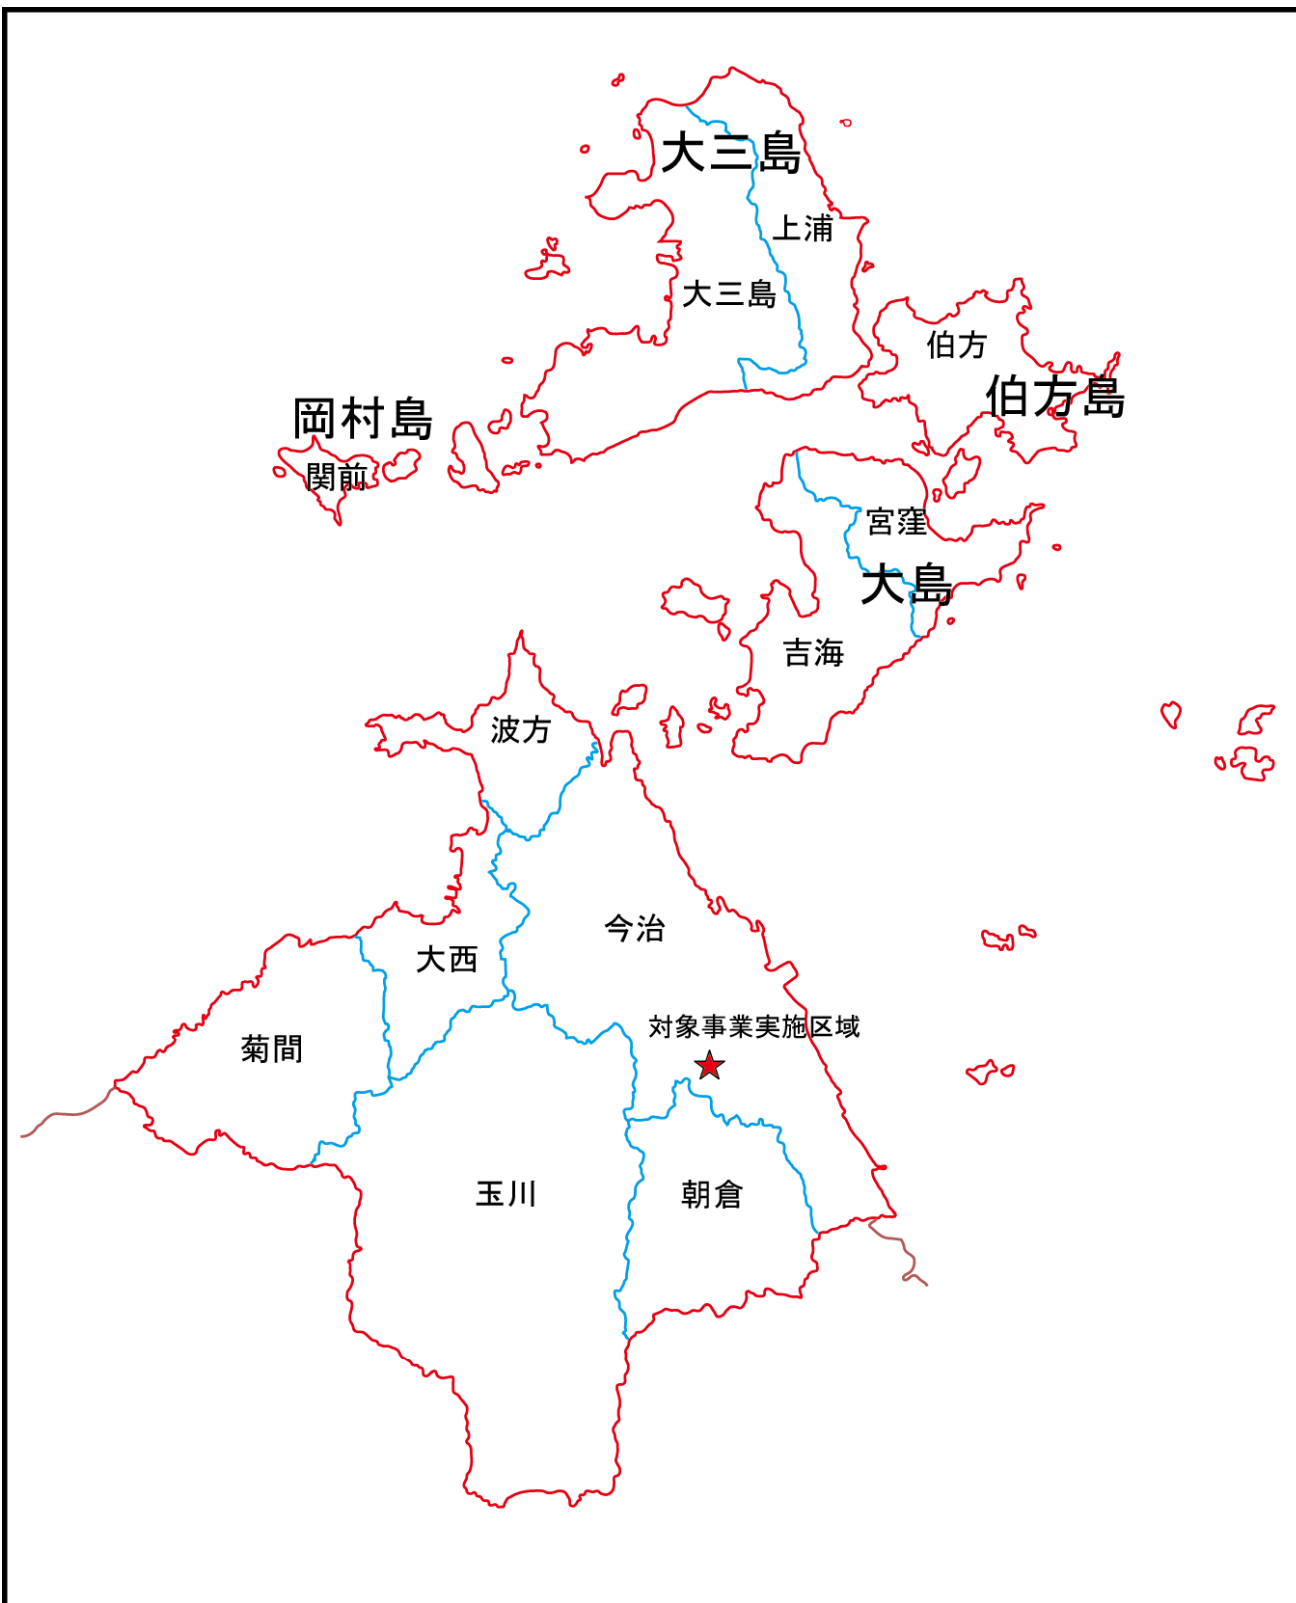 大三島
上浦
大三島
伯方
伯方島
岡村島
関前
宮窪
大島
吉海
波方
今治
大西
対象事業実施区域
菊間
玉川
朝倉